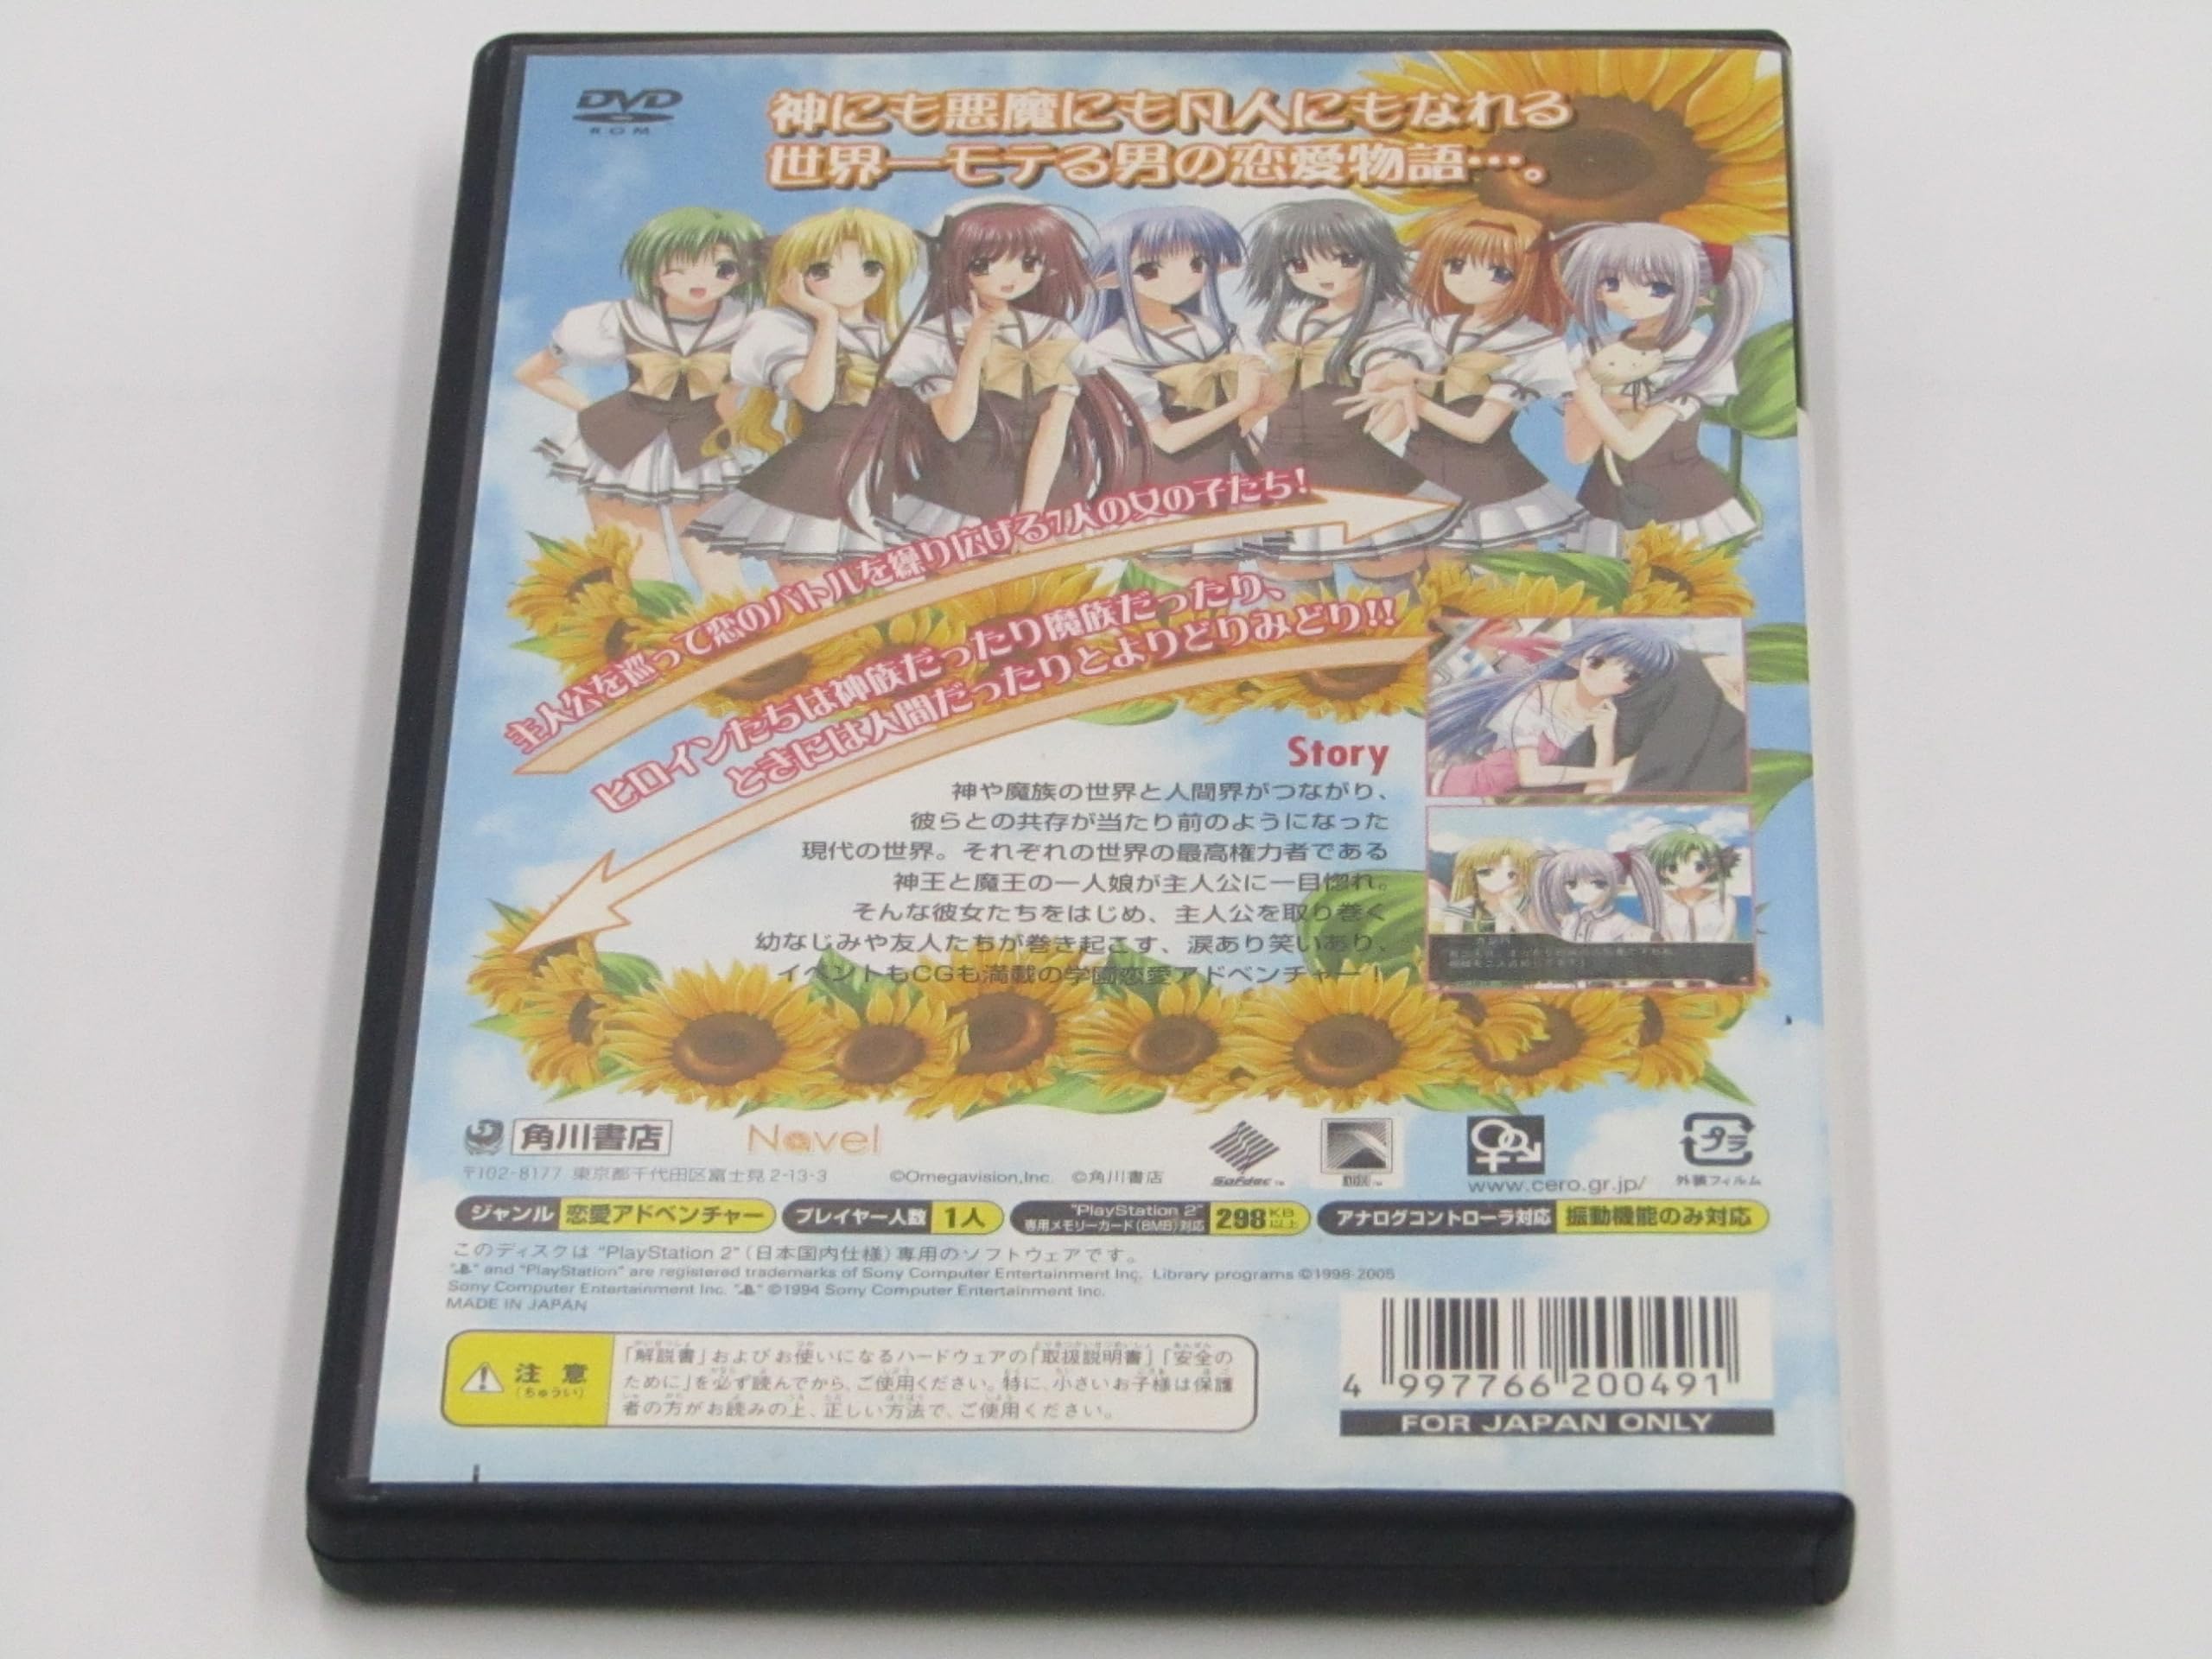 DVD
ROM
神にも悪魔にも凡人にもなれる
世界一モテる男の恋愛物語…。
主人公を巡って恋のバトルを繰り広げる7人の女の子たち!
ヒロインたちは神族だったり魔族だったり、
ときには人間だったりとよりどりみどり!!
Story
神や魔族の世界と人間界がつながり、
彼らとの共存が当たり前のようになった
現代の世界。それぞれの世界の最高権力者である
神王と魔王の一人娘が主人公に一目惚れ。
そんな彼女たちをはじめ、主人公を取り巻く
幼なじみや友人たちが巻き起こす、涙あり笑いあり、
イベントもCGも満載の学園恋愛アドベンチャー！
角川書店 Navel
〒102-8177 東京都千代田区富士見2-13-3 ©Omegavision,Inc. ©角川書店
Sofdec™
www.cero.gr.jp/
プラ
外装フィルム
ジャンル 恋愛アドベンチャー プレイヤー人数 1人 "PlayStation 2"専用メモリーカード(8MB)対応 298KB以上 アナログコントローラ対応 振動機能のみ対応
このディスクは "PlayStation 2"(日本国内仕様)専用のソフトウェアです。
" " and "PlayStation" are registered trademarks of Sony Computer Entertainment Inc. Library programs ©1998-2005
Sony Computer Entertainment Inc. " " ©1994 Sony Computer Entertainment Inc.
MADE IN JAPAN
注意
(ちゅうい)
「解説書」およびお使いになるハードウェアの「取扱説明書」「安全の
ために」を必ず読んでから、ご使用ください。特に、小さいお子様は保護
者の方がお読みの上、正しい方法で、ご使用ください。
4 997766 200491
FOR JAPAN ONLY